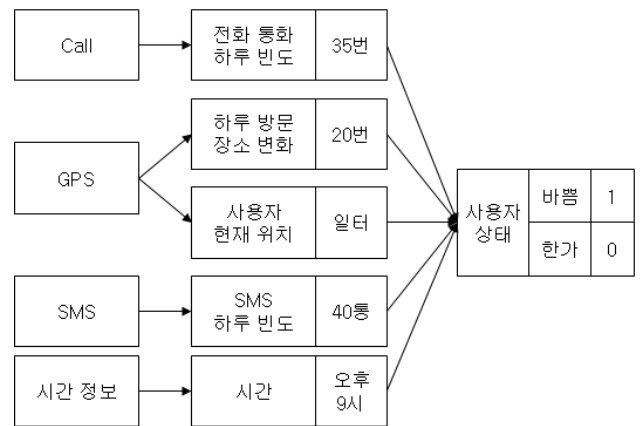 Call
전화 통화
하루 빈도
35번
GPS
하루 방문
장소 변화
20번
사용자
현재 위치
일터
SMS
SMS
하루 빈도
40통
시간 정보
시간
오후
9시
사용자
상태
바쁨
1
한가
0